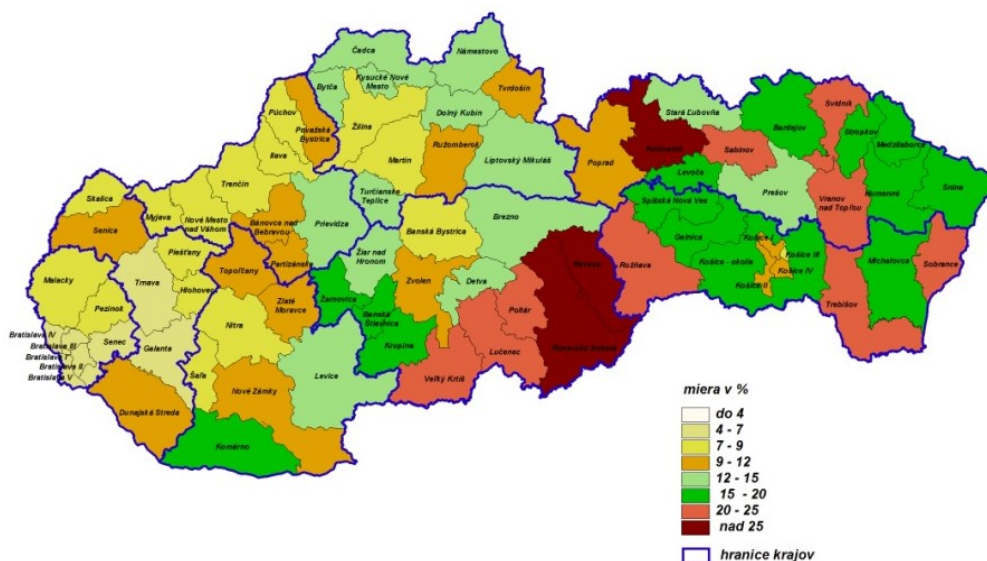 Čadca
Námestovo
Kysucké Nové
Mesto
Bytča
Tvrdošín
Dolný Kubín
Púchov
Považská
Bystrica
Žilina
Ilava
Martin
Ružomberok
Liptovský Mikuláš
Poprad
Kežmarok
Stará Ľubovňa
Bardejov
Svidník
Stropkov
Medzilaborce
Sabinov
Levoča
Prešov
Vranov
nad Topľou
Humenné
Snina
Skalica
Senica
Myjava
Nové Mesto
nad Váhom
Trenčín
Bánovce nad
Bebravou
Partizánske
Prievidza
Turčianske
Teplice
Banská Bystrica
Brezno
Spišská Nová Ves
Gelnica
Rožňava
Košice - okolie
Košice I
Košice II
Košice III
Košice IV
Michalovce
Sobrance
Trebišov
Malacky
Pezinok
Trnava
Piešťany
Hlohovec
Topoľčany
Zlaté
Moravce
Žiar nad
Hronom
Žarnovica
Banská
Štiavnica
Zvolen
Detva
Krupina
Poltár
Revúca
Rimavská Sobota
Lučenec
Veľký Krtíš
Bratislava IV
Bratislava III
Bratislava I
Bratislava II
Bratislava V
Senec
Galanta
Nitra
Šaľa
Levice
Nové Zámky
Dunajská Streda
Komárno
miera v %
do 4
4 - 7
7 - 9
9 - 12
12 - 15
15 - 20
20 - 25
nad 25
hranice krajov